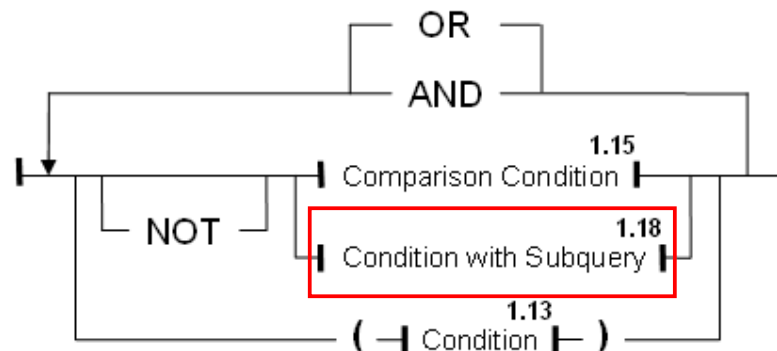 OR
AND
1.15
Comparison Condition
NOT
1.18
Condition with Subquery
1.13
( Condition )